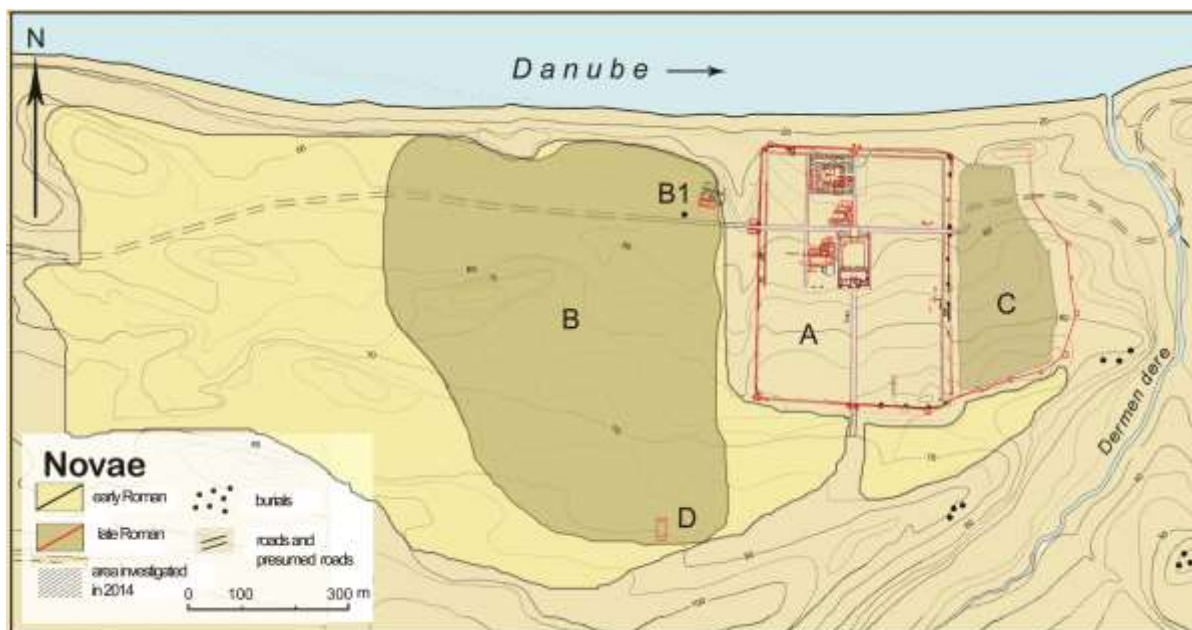 N
Danube
B1
B
A
C
D
Dermen dere
Novae
early Roman
late Roman
area investigated
in 2014
burials
roads and
presumed roads
0 100 300 m